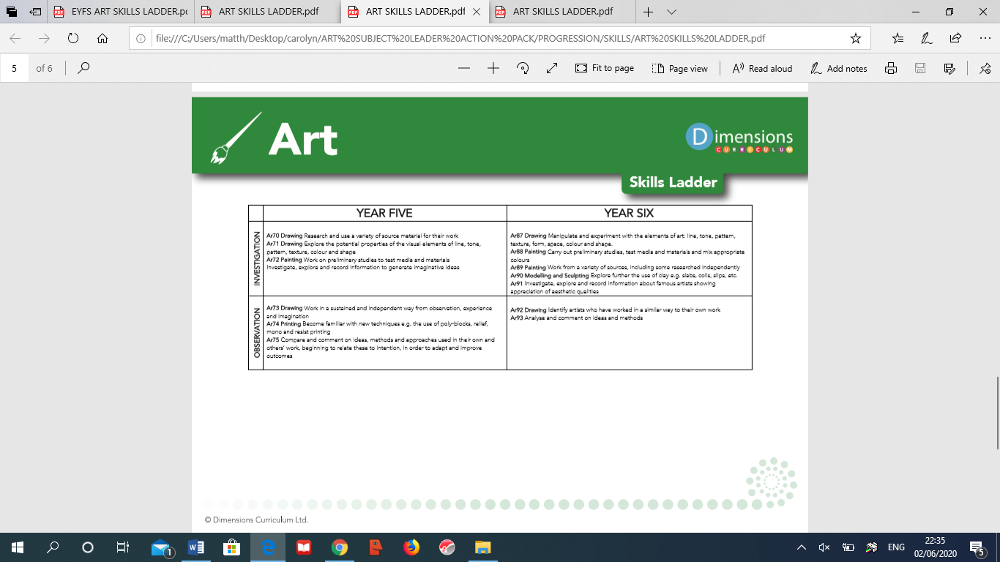 EYFS ART SKILLS LADDER.pc
ART SKILLS LADDER.pdf
ART SKILLS LADDER.pdf
ART SKILLS LADDER.pdf
file:///C:/Users/matth/Desktop/carolyn/ART%20SUBJECT%20LEADER%20ACTION%20PACK/PROGRESSION/SKILLS/ART%20SKILLS%20LADDER.pdf
5 of 6
Fit to page
Page view
Read aloud
Add notes
Art
Dimensions
CURRICULUM
Skills Ladder
YEAR FIVE
YEAR SIX
INVESTIGATION
Ar70 Drawing Research and use a variety of source material for their work
Ar71 Drawing Explore the potential properties of the visual elements of line, tone,
pattern, texture, colour and shape
Ar72 Painting Work on preliminary studies to test media and materials
Investigate, explore and record information to generate imaginative ideas
Ar87 Drawing Manipulate and experiment with the elements of art: line, tone, pattern,
texture, form, space, colour and shape.
Ar88 Painting Carry out preliminary studies, test media and materials and mix appropriate
colours
Ar89 Painting Work from a variety of sources, including some researched independently
Ar90 Modelling and Sculpting Explore further the use of clay e.g. slabs, coils, slips, etc.
Ar91 Investigate, explore and record information about famous artists showing
appreciation of aesthetic qualities
OBSERVATION
Ar73 Drawing Work in a sustained and independent way from observation, experience
and imagination
Ar74 Printing Become familiar with new techniques e.g. the use of poly-blocks, relief,
mono and resist printing
Ar75 Compare and comment on ideas, methods and approaches used in their own and
others' work, beginning to relate these to intention, in order to adapt and improve
outcomes
Ar92 Drawing Identify artists who have worked in a similar way to their own work
Ar93 Analyse and comment on ideas and methods
© Dimensions Curriculum Ltd.
1
ENG
22:35
02/06/2020
5